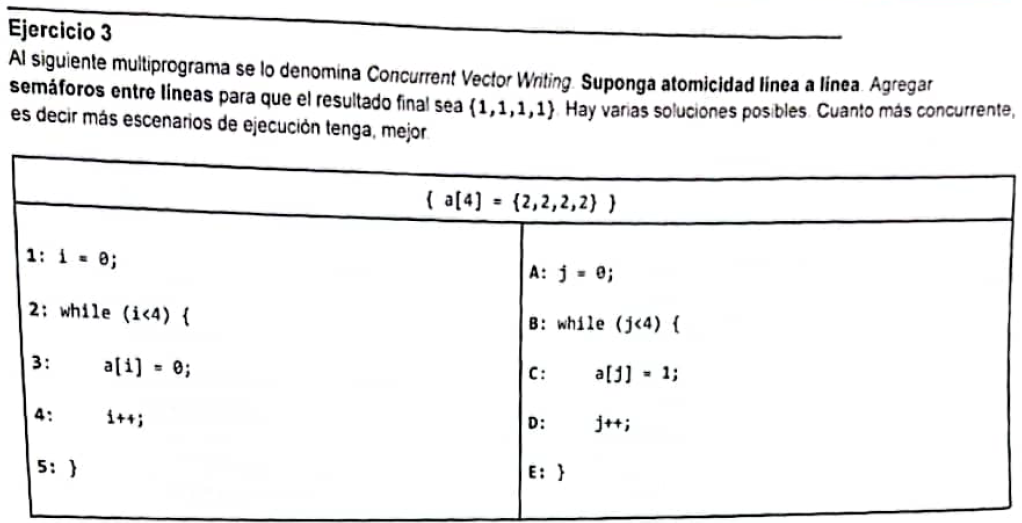 Ejercicio 3
Al siguiente multiprograma se lo denomina Concurrent Vector Writing. Suponga atomicidad línea a línea. Agregar
semáforos entre líneas para que el resultado final sea {1,1,1,1}. Hay varias soluciones posibles. Cuanto más concurrente,
es decir más escenarios de ejecución tenga, mejor.
{ a[4] = {2,2,2,2} }
1: i = 0;
2: while (i<4) {
3: a[i] = 0;
4: i++;
5: }
A: j = 0;
B: while (j<4) {
C: a[j] = 1;
D: j++;
E: }